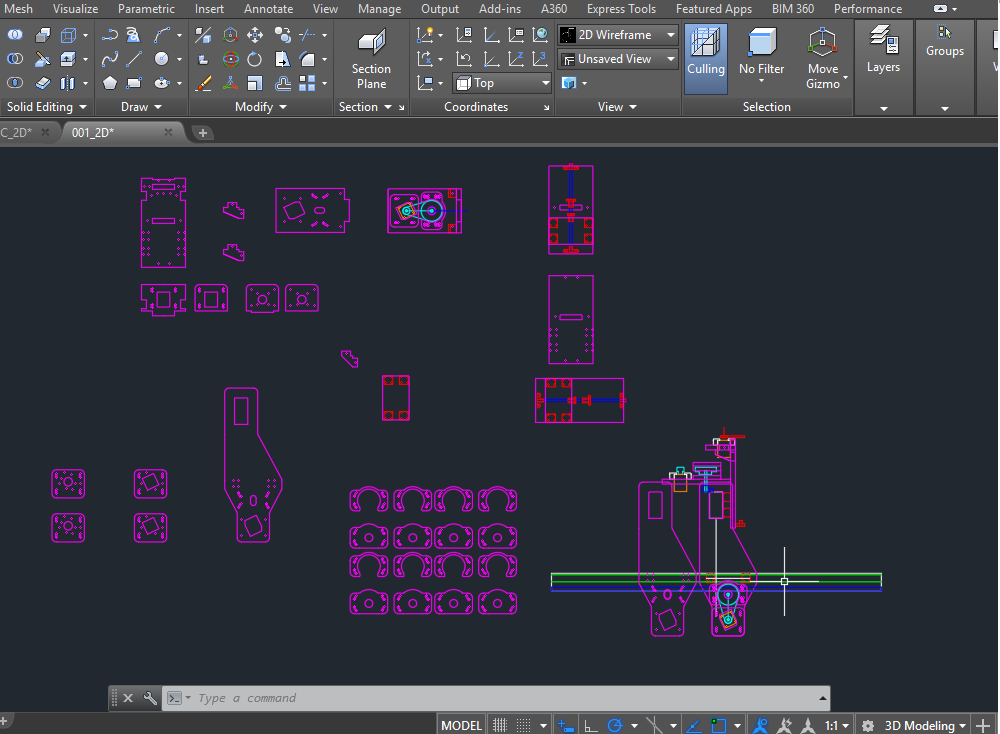 Mesh Visualize Parametric Insert Annotate View Manage Output Add-ins A360 Express Tools Featured Apps BIM 360 Performance
2D Wireframe
Unsaved View
Top
Section Plane
Culling
No Filter
Move Gizmo
Layers
Groups
Solid Editing Draw Modify Section Coordinates View Selection
C_2D* 001_2D*
Type a command
MODEL 1:1 3D Modeling